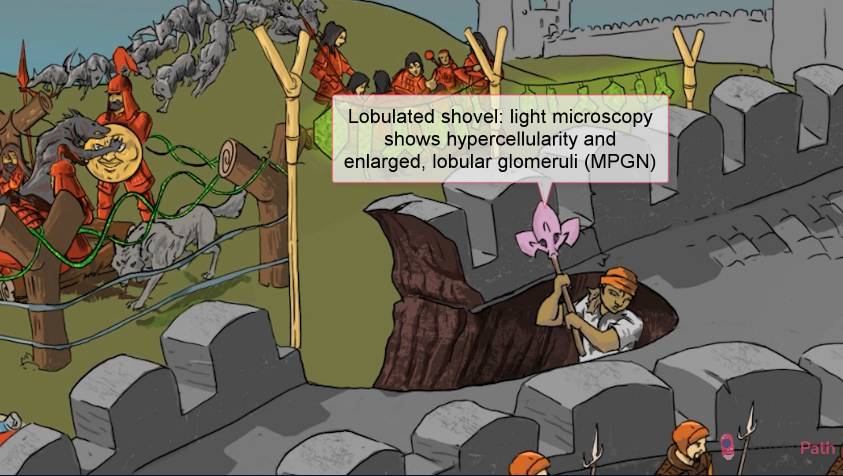 Lobulated shovel: light microscopy
shows hypercellularity and
enlarged, lobular glomeruli (MPGN)
Path